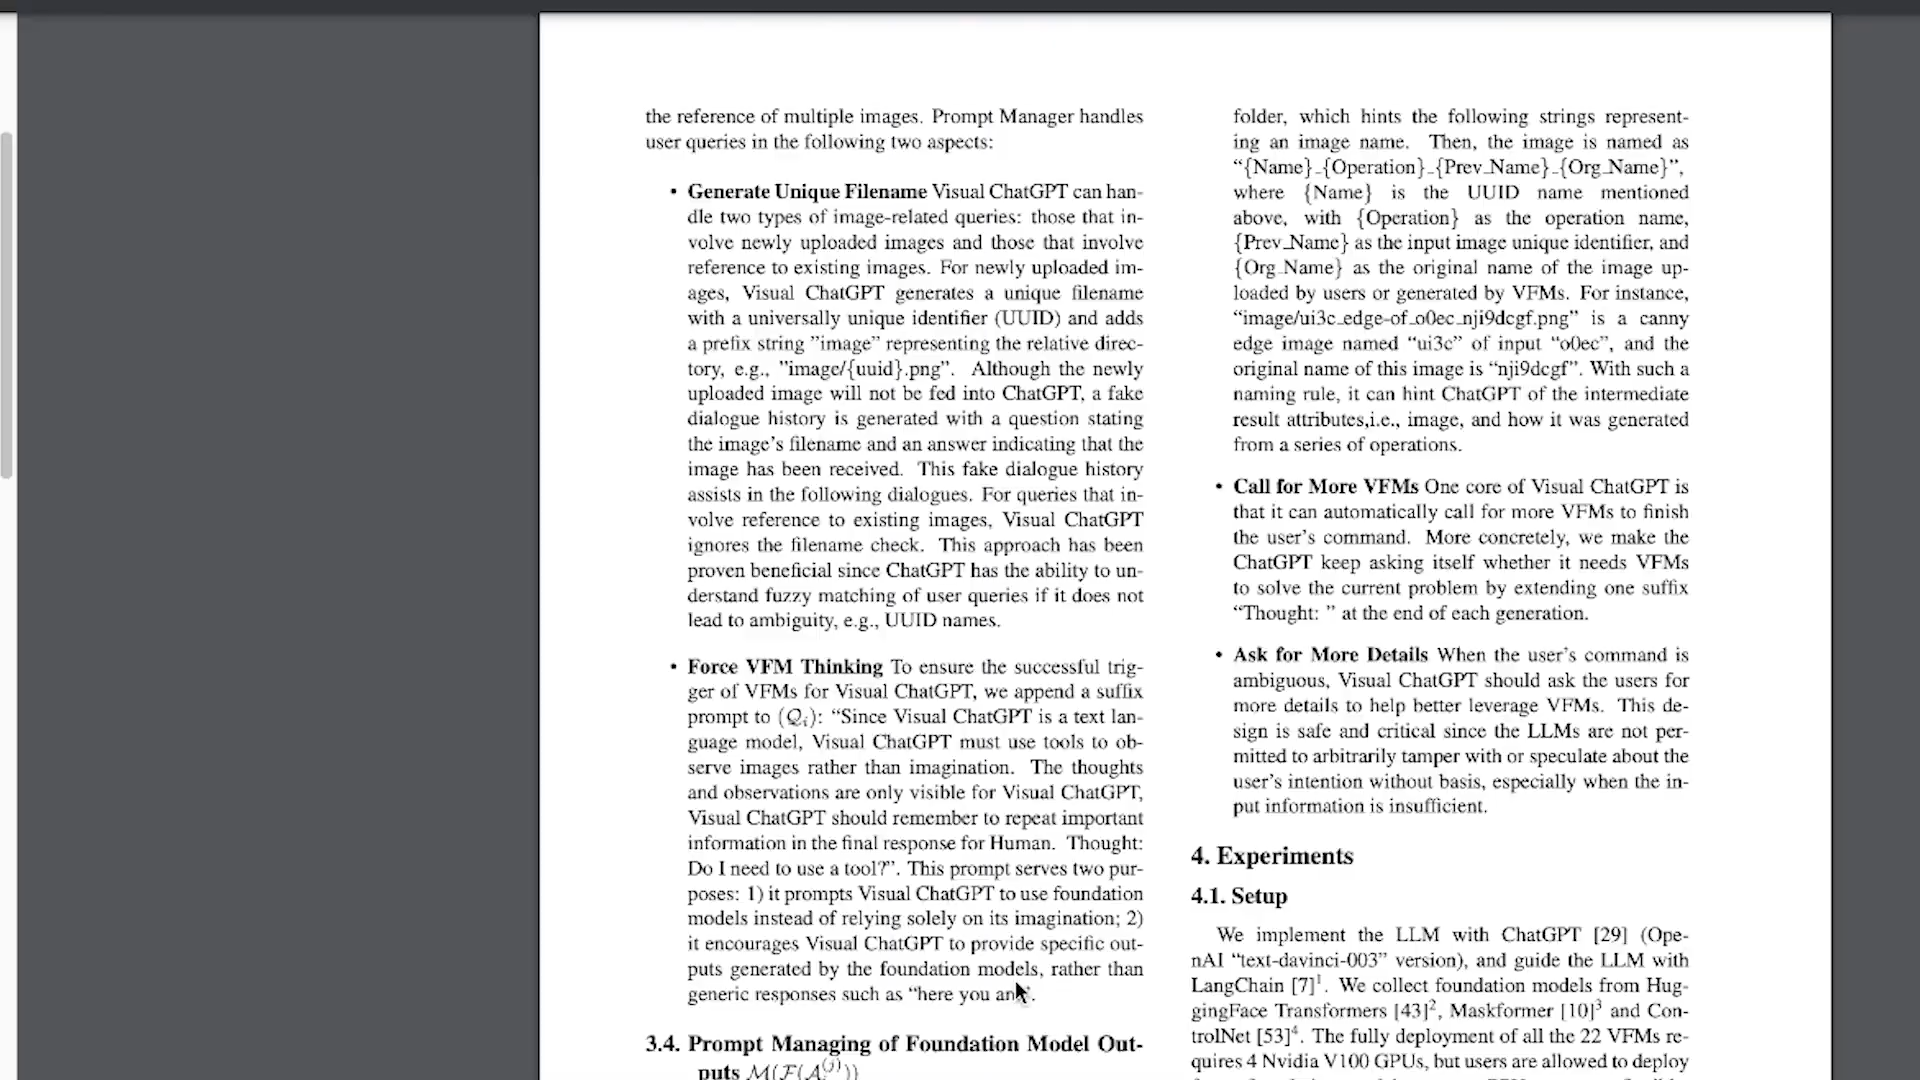 the reference of multiple images. Prompt Manager handles
user queries in the following two aspects:
• Generate Unique Filename Visual ChatGPT can han-
dle two types of image-related queries: those that in-
volve newly uploaded images and those that involve
reference to existing images. For newly uploaded im-
ages, Visual ChatGPT generates a unique filename
with a universally unique identifier (UUID) and adds
a prefix string ”image” representing the relative direc-
tory, e.g., ”image/{uuid}.png”. Although the newly
uploaded image will not be fed into ChatGPT, a fake
dialogue history is generated with a question stating
the image’s filename and an answer indicating that the
image has been received. This fake dialogue history
assists in the following dialogues. For queries that in-
volve reference to existing images, Visual ChatGPT
ignores the filename check. This approach has been
proven beneficial since ChatGPT has the ability to un-
derstand fuzzy matching of user queries if it does not
lead to ambiguity, e.g., UUID names.
• Force VFM Thinking To ensure the successful trig-
ger of VFMs for Visual ChatGPT, we append a suffix
prompt to (Qᵢ): “Since Visual ChatGPT is a text lan-
guage model, Visual ChatGPT must use tools to ob-
serve images rather than imagination. The thoughts
and observations are only visible for Visual ChatGPT,
Visual ChatGPT should remember to repeat important
information in the final response for Human. Thought:
Do I need to use a tool?”. This prompt serves two pur-
poses: 1) it prompts Visual ChatGPT to use foundation
models instead of relying solely on its imagination; 2)
it encourages Visual ChatGPT to provide specific out-
puts generated by the foundation models, rather than
generic responses such as “here you
3.4. Prompt Managing of Foundation Model Out-
puts M(F(A_i^(j)))
folder, which hints the following strings represent-
ing an image name. Then, the image is named as
“{Name}_{Operation}_{Prev_Name}_{Org_Name}”,
where {Name} is the UUID name mentioned
above, with {Operation} as the operation name,
{Prev_Name} as the input image unique identifier, and
{Org_Name} as the original name of the image up-
loaded by users or generated by VFMs. For instance,
“image/ui3c_edge-of_o0ec_nji9dcgf.png” is a canny
edge image named “ui3c” of input “o0ec”, and the
original name of this image is “nji9dcgf”. With such a
naming rule, it can hint ChatGPT of the intermediate
result attributes,i.e., image, and how it was generated
from a series of operations.
• Call for More VFMs One core of Visual ChatGPT is
that it can automatically call for more VFMs to finish
the user’s command. More concretely, we make the
ChatGPT keep asking itself whether it needs VFMs
to solve the current problem by extending one suffix
“Thought: ” at the end of each generation.
• Ask for More Details When the user’s command is
ambiguous, Visual ChatGPT should ask the users for
more details to help better leverage VFMs. This de-
sign is safe and critical since the LLMs are not per-
mitted to arbitrarily tamper with or speculate about the
user’s intention without basis, especially when the in-
put information is insufficient.
4. Experiments
4.1. Setup
We implement the LLM with ChatGPT [29] (Ope-
nAI “text-davinci-003” version), and guide the LLM with
LangChain [7]¹. We collect foundation models from Hug-
gingFace Transformers [43]², Maskformer [10]³ and Con-
trolNet [53]⁴. The fully deployment of all the 22 VFMs re-
quires 4 Nvidia V100 GPUs, but users are allowed to deploy